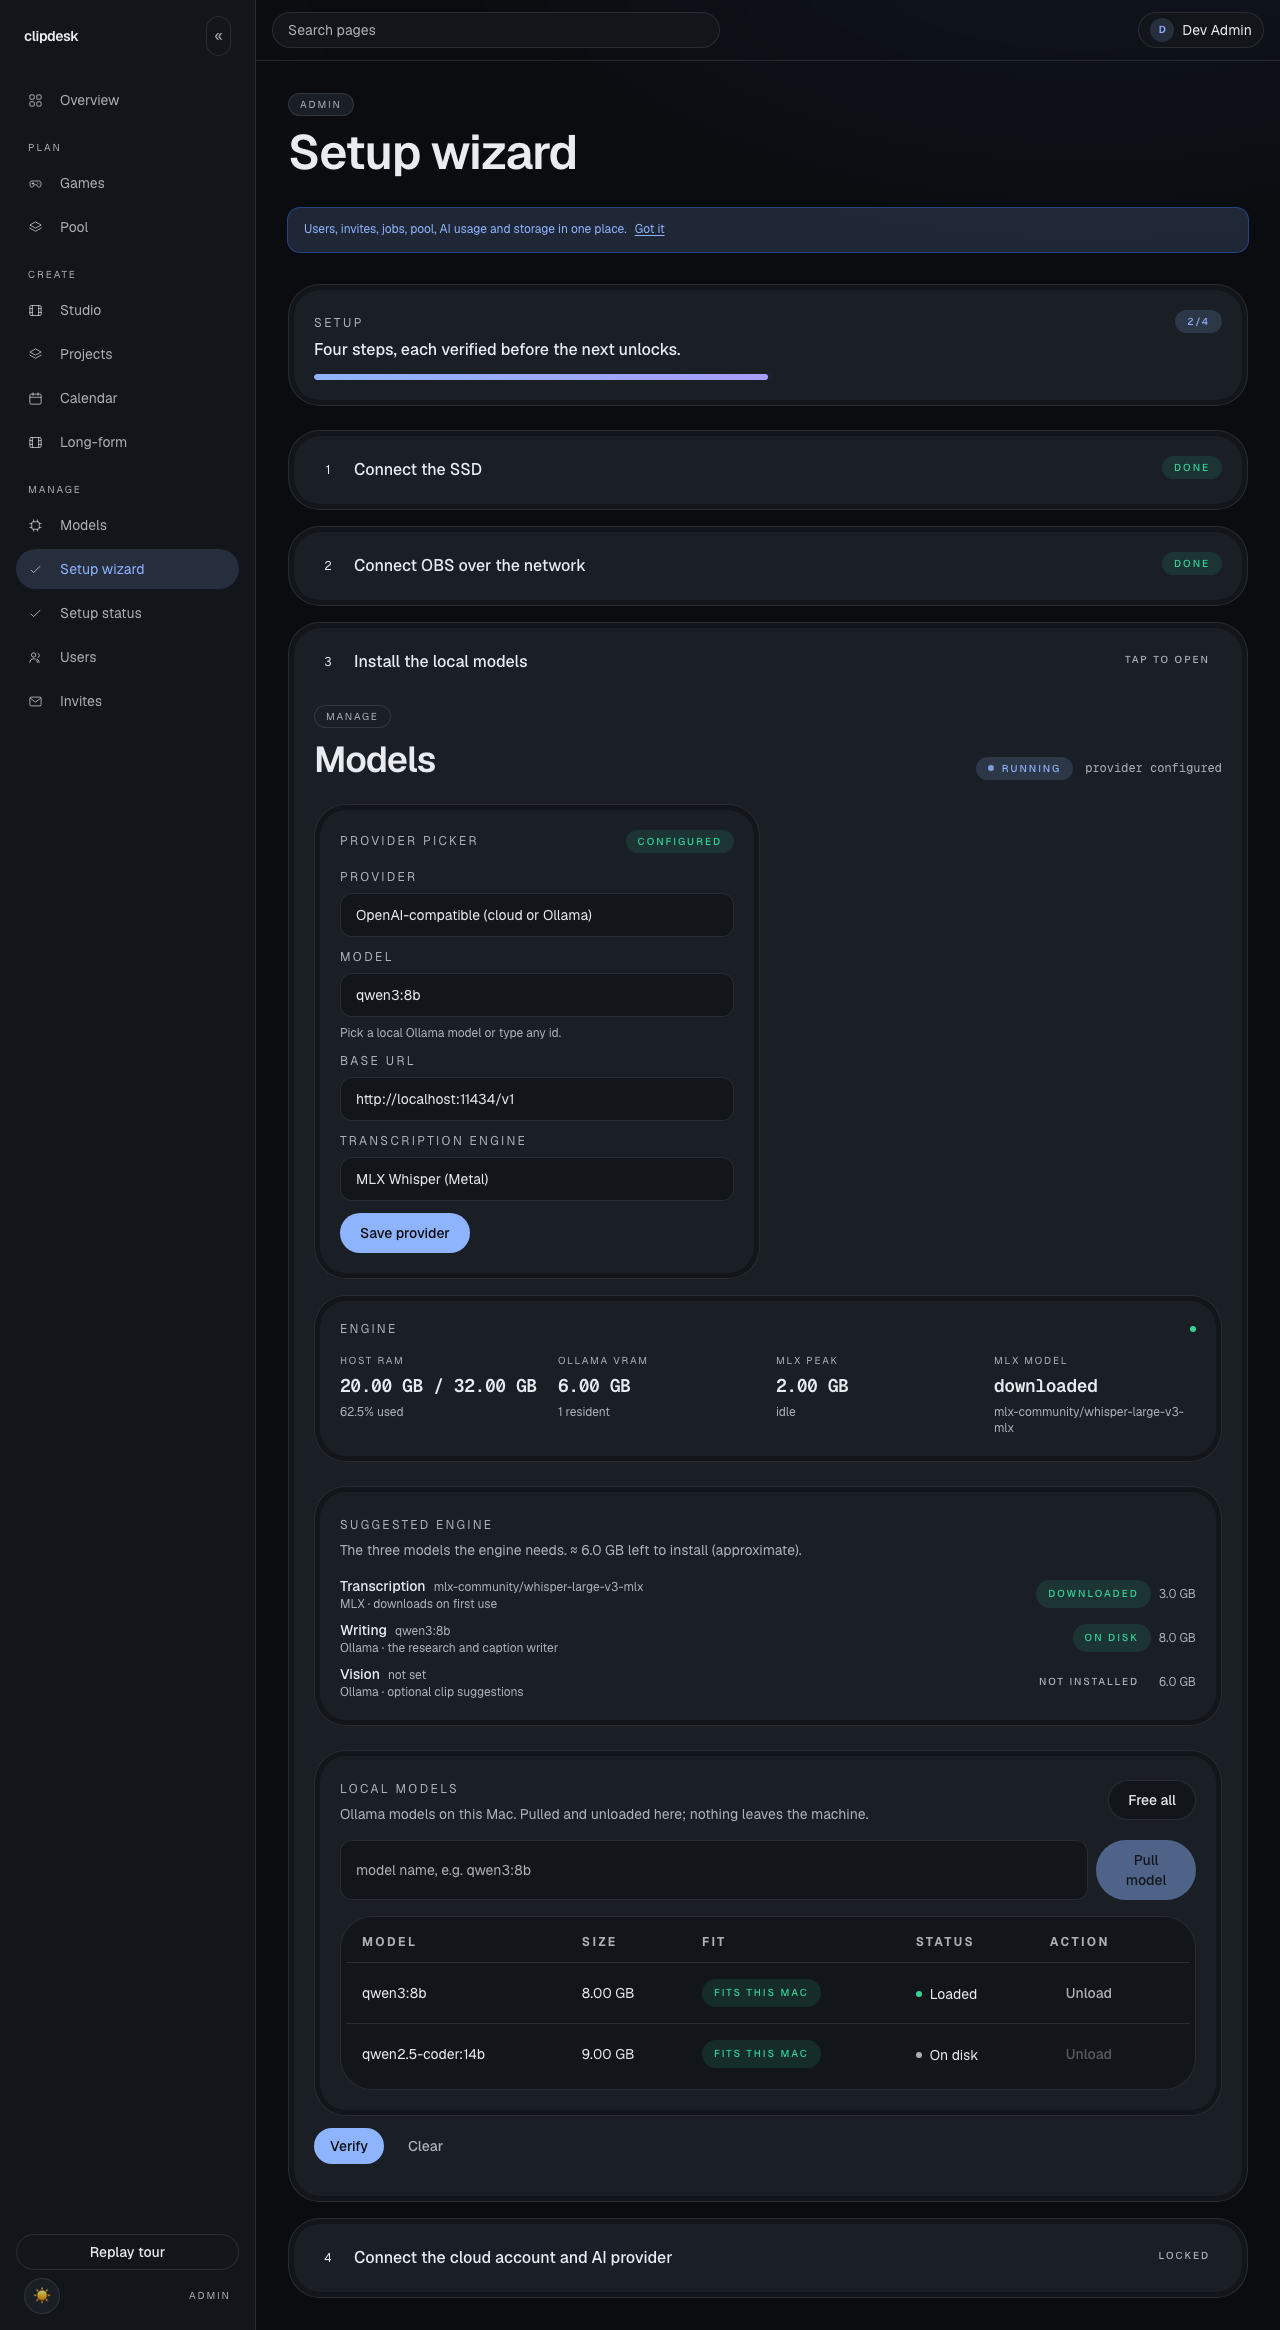 clipdesk
«
Search pages
D
Dev Admin
Overview
PLAN
Games
Pool
CREATE
Studio
Projects
Calendar
Long-form
MANAGE
Models
Setup wizard
Setup status
Users
Invites
Replay tour
ADMIN
ADMIN
Setup wizard
Users, invites, jobs, pool, AI usage and storage in one place. Got it
SETUP
2/4
Four steps, each verified before the next unlocks.
1 Connect the SSD DONE
2 Connect OBS over the network DONE
3 Install the local models TAP TO OPEN
MANAGE
Models
RUNNING provider configured
PROVIDER PICKER CONFIGURED
PROVIDER
OpenAI-compatible (cloud or Ollama)
MODEL
qwen3:8b
Pick a local Ollama model or type any id.
BASE URL
http://localhost:11434/v1
TRANSCRIPTION ENGINE
MLX Whisper (Metal)
Save provider
ENGINE
HOST RAM OLLAMA VRAM MLX PEAK MLX MODEL
20.00 GB / 32.00 GB 6.00 GB 2.00 GB downloaded
62.5% used 1 resident idle mlx-community/whisper-large-v3-
mlx
SUGGESTED ENGINE
The three models the engine needs. ≈ 6.0 GB left to install (approximate).
Transcription mlx-community/whisper-large-v3-mlx
MLX · downloads on first use
DOWNLOADED 3.0 GB
Writing qwen3:8b
Ollama · the research and caption writer
ON DISK 8.0 GB
Vision not set
Ollama · optional clip suggestions
NOT INSTALLED 6.0 GB
LOCAL MODELS
Ollama models on this Mac. Pulled and unloaded here; nothing leaves the machine.
Free all
model name, e.g. qwen3:8b
Pull
model
MODEL SIZE FIT STATUS ACTION
qwen3:8b 8.00 GB FITS THIS MAC Loaded Unload
qwen2.5-coder:14b 9.00 GB FITS THIS MAC On disk Unload
Verify Clear
4 Connect the cloud account and AI provider LOCKED